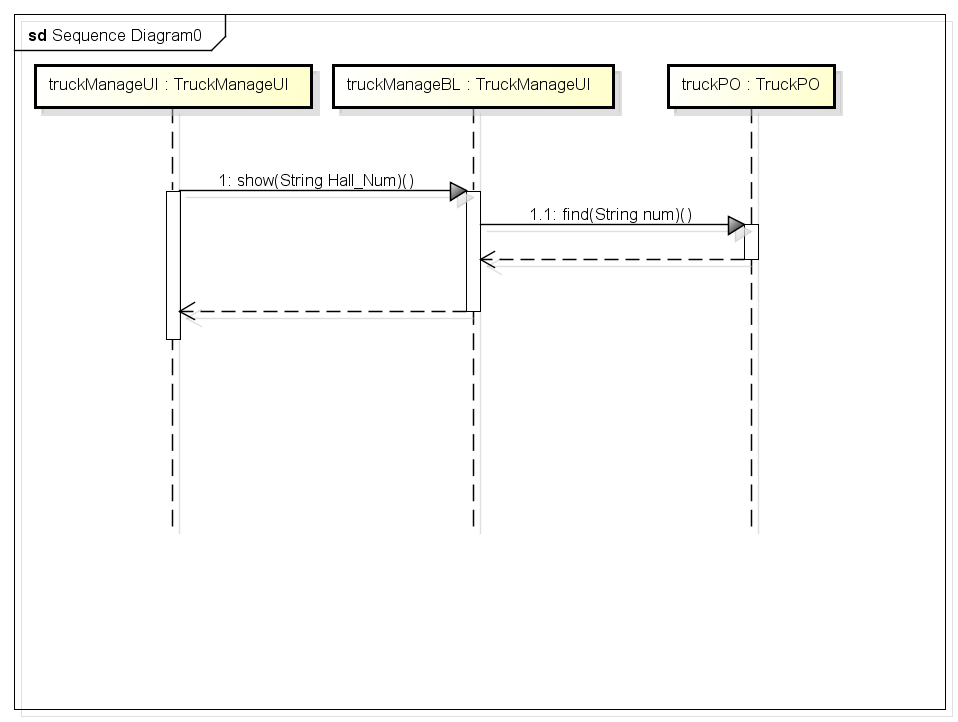 sd Sequence Diagram0
truckManageUI : TruckManageUI
truckManageBL : TruckManageUI
truckPO : TruckPO
1: show(String Hall_Num)()
1.1: find(String num)()